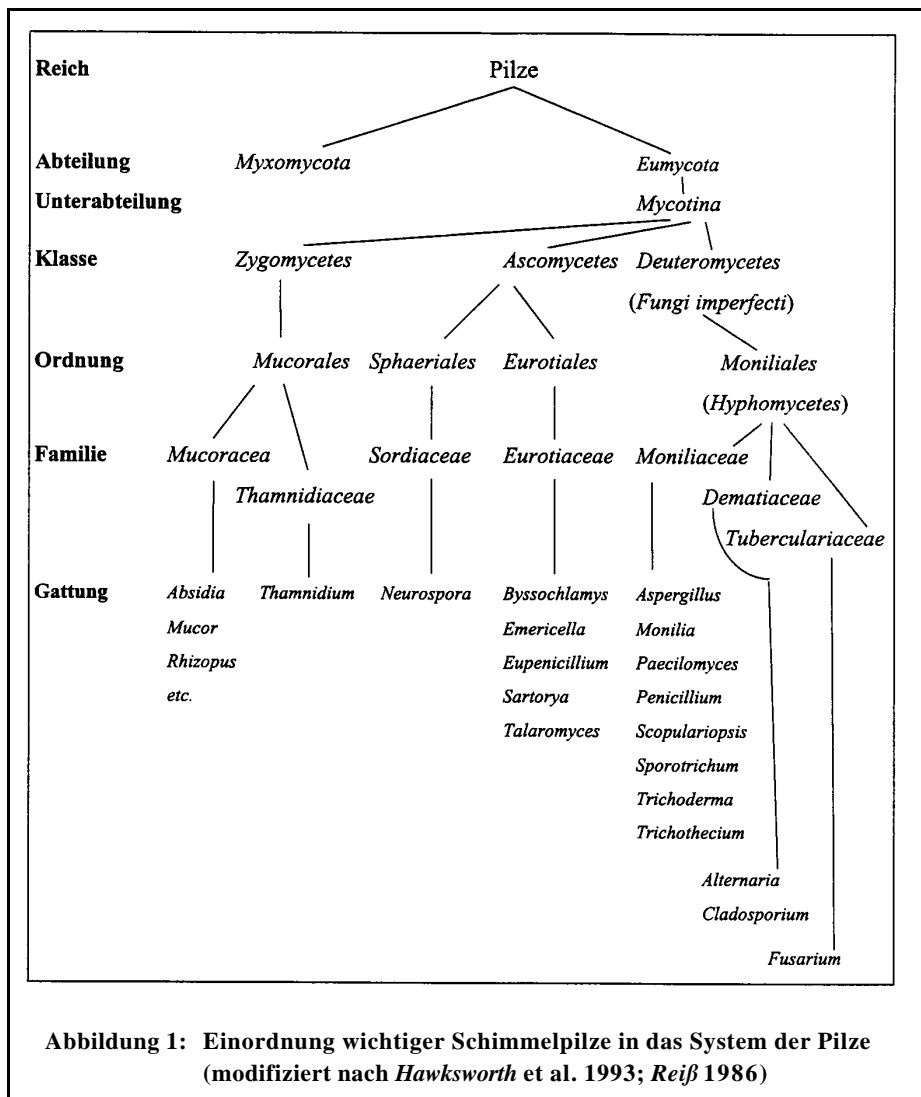 Reich Pilze
Abteilung Myxomycota Eumycota
Unterabteilung Mycotina
Klasse Zygomycetes Ascomycetes Deuteromycetes
(Fungi imperfecti)
Ordnung Mucorales Sphaeriales Eurotiales Moniliales
(Hyphomycetes)
Familie Mucoracea Sordiaceae Eurotiaceae Moniliaceae
Thamnidiaceae Dematiaceae
Tuberculariaceae
Gattung Absidia Thamnidium Neurospora Byssochlamys Aspergillus
Mucor Emericella Monilia
Rhizopus Eupenicillium Paecilomyces
etc. Sartorya Penicillium
Talaromyces Scopulariopsis
Sporotrichum
Trichoderma
Trichothecium
Alternaria
Cladosporium
Fusarium
Abbildung 1: Einordnung wichtiger Schimmelpilze in das System der Pilze
(modifiziert nach Hawksworth et al. 1993; Reiß 1986)